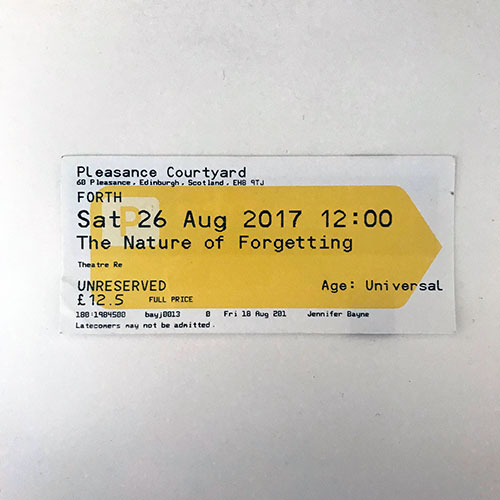 Pleasance Courtyard
60 Pleasance, Edinburgh, Scotland, EH8 9TJ
FORTH
Sat 26 Aug 2017 12:00
The Nature of Forgetting
Theatre Re
UNRESERVED Age: Universal
£12.5 FULL PRICE
180:1984500 bayj0013 0 Fri 18 Aug 201 Jennifer Bayne
Latecomers may not be admitted.